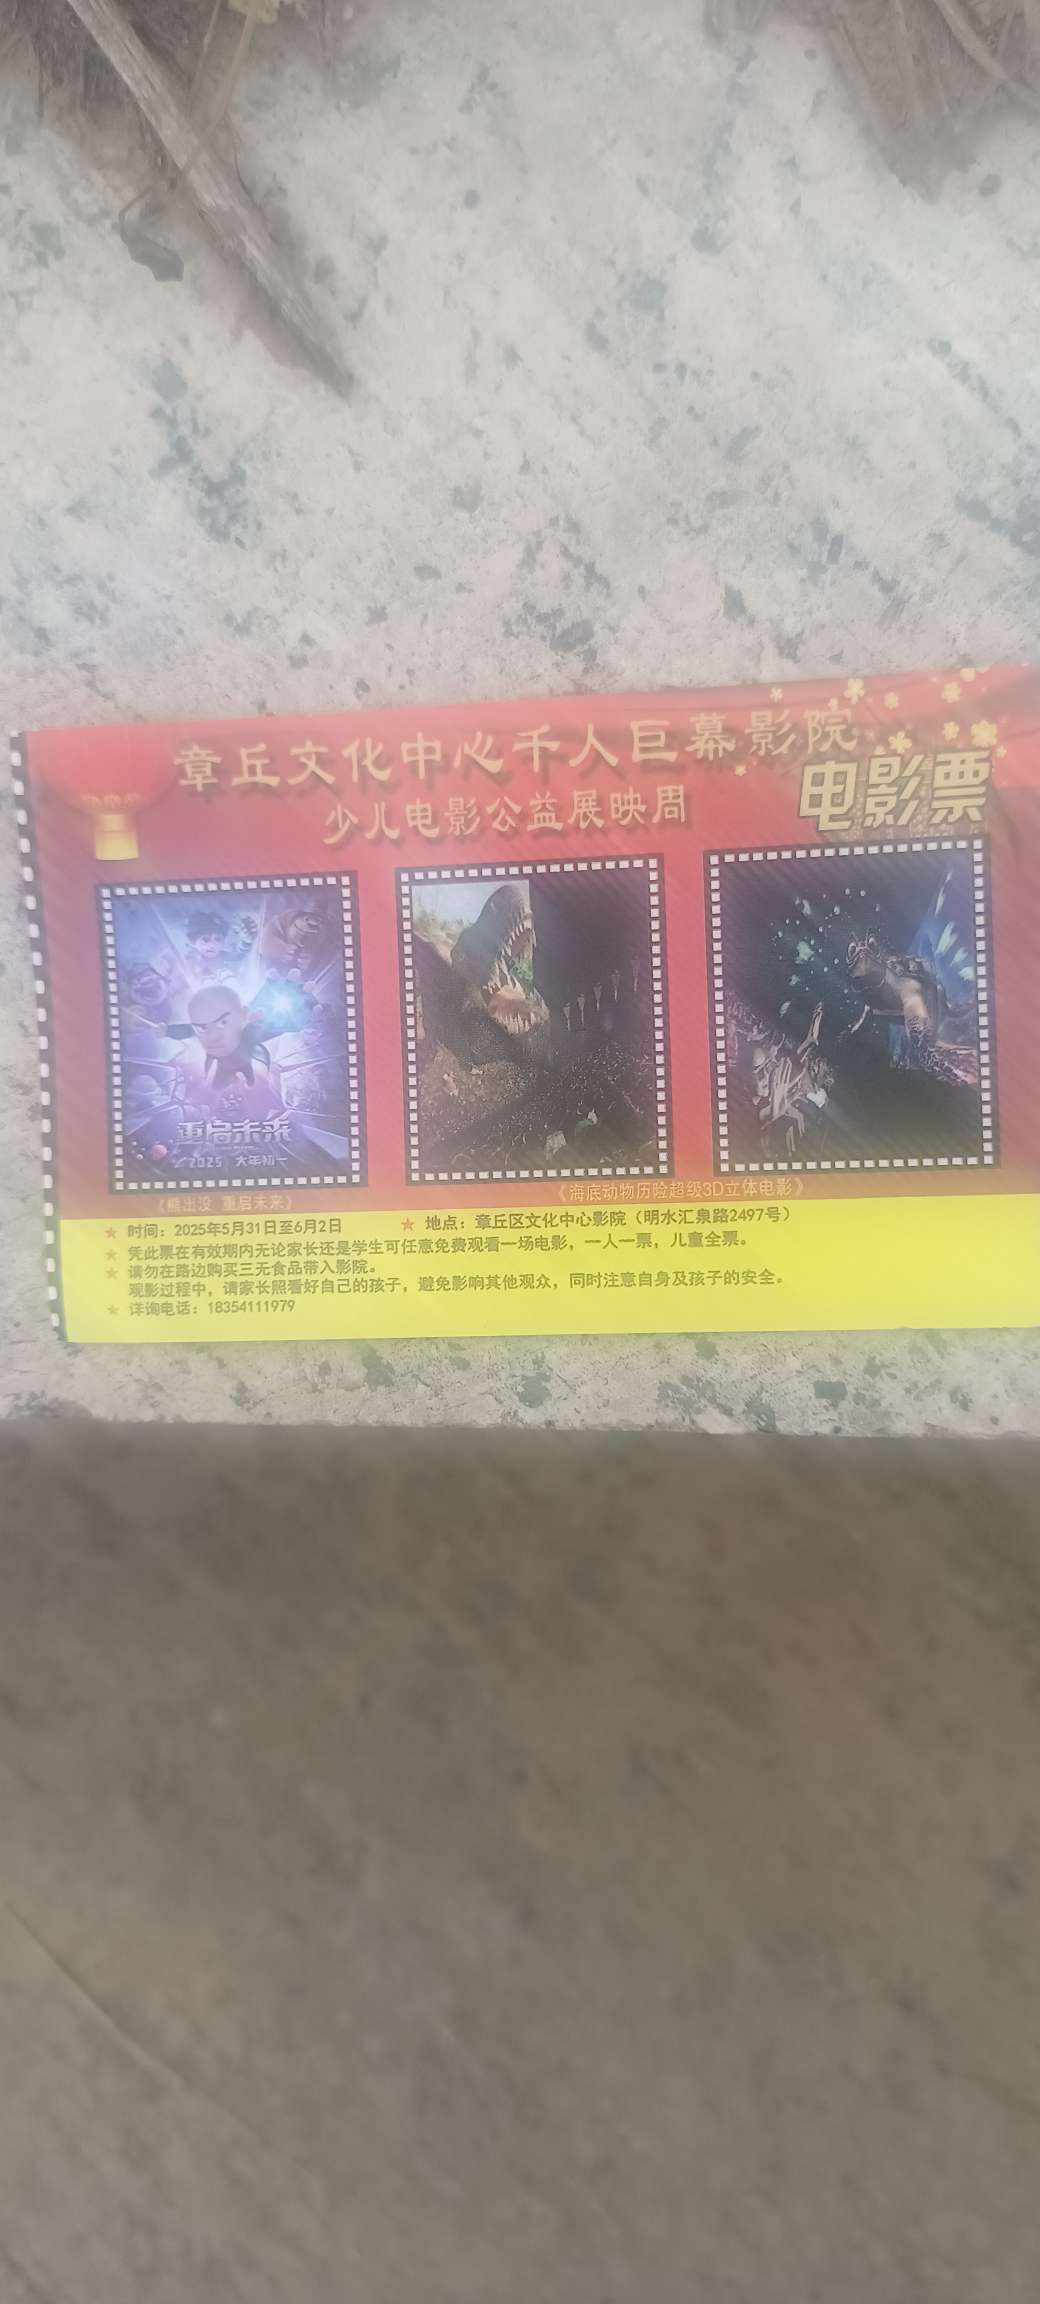 章丘文化中心千人巨幕影院
少儿电影公益展映周
电影票
重启未来
2025 大年初一
《熊出没 重启未来》
《海底动物历险超级3D立体电影》
★ 时间：2025年5月31日至6月2日 ★ 地点：章丘区文化中心影院（明水汇泉路2497号）
★ 凭此票在有效期内无论家长还是学生可任意免费观看一场电影，一人一票，儿童全票。
★ 请勿在路边购买三无食品带入影院。
观影过程中，请家长照看好自己的孩子，避免影响其他观众，同时注意自身及孩子的安全。
★ 详询电话：18354111979